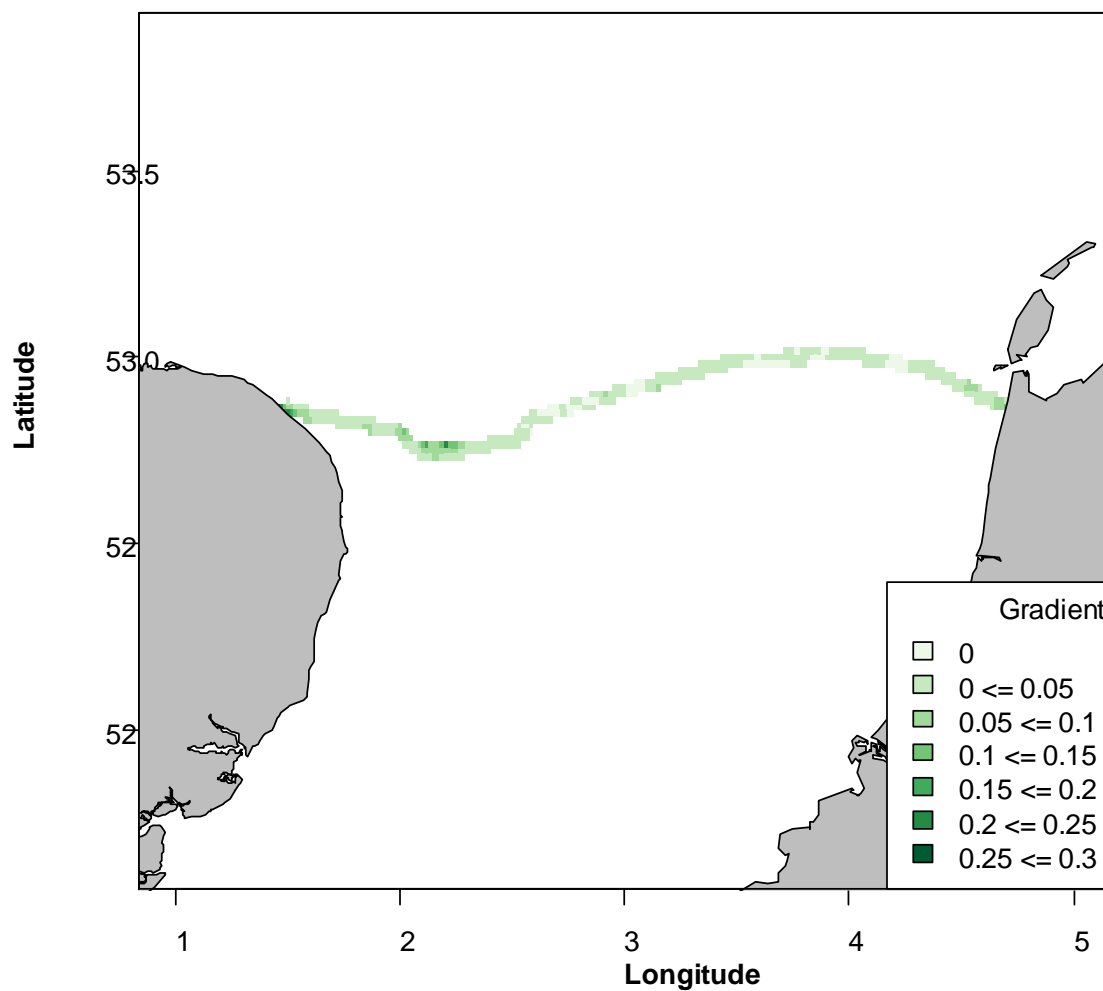 53.5
53.0
52
52
Latitude
Gradient
0
0 <= 0.05
0.05 <= 0.1
0.1 <= 0.15
0.15 <= 0.2
0.2 <= 0.25
0.25 <= 0.3
1 2 3 4 5
Longitude